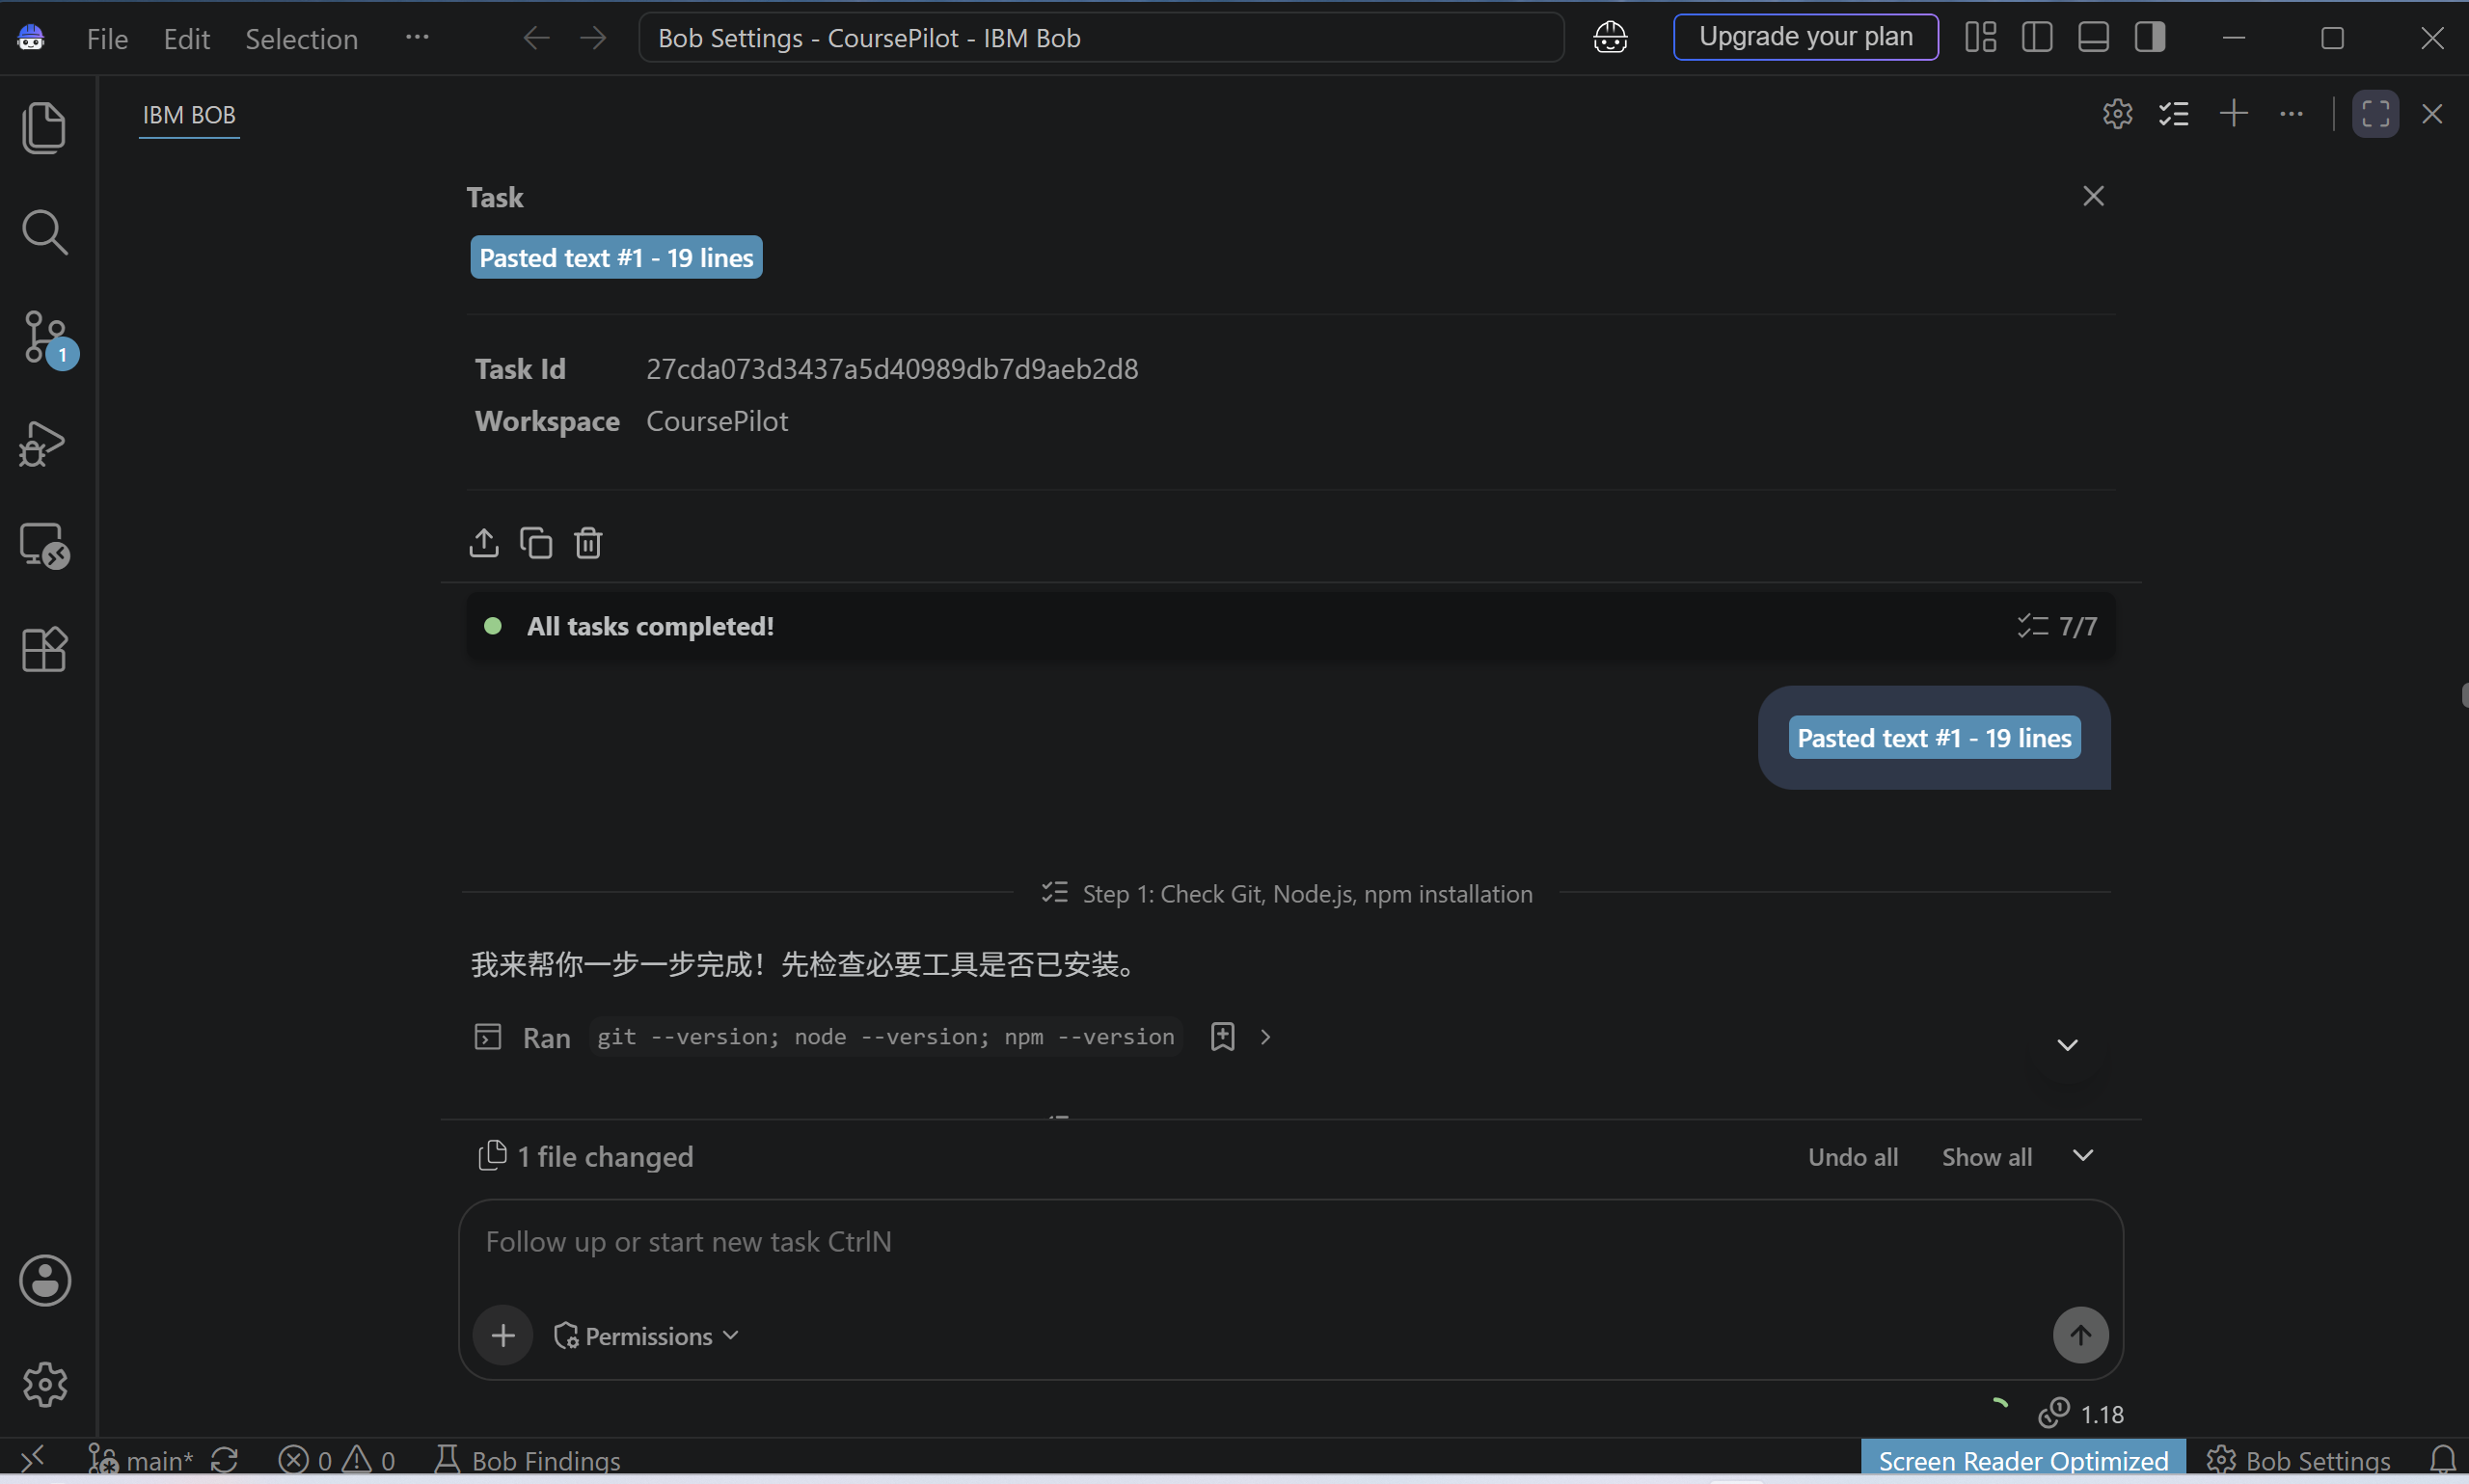 File Edit Selection ··· Bob Settings - CoursePilot - IBM Bob Upgrade your plan
IBM BOB
Task
Pasted text #1 - 19 lines
Task Id 27cda073d3437a5d40989db7d9aeb2d8
Workspace CoursePilot
All tasks completed! 7/7
Pasted text #1 - 19 lines
Step 1: Check Git, Node.js, npm installation
我来帮你一步一步完成！先检查必要工具是否已安装。
Ran git --version; node --version; npm --version
1 file changed Undo all Show all
Follow up or start new task CtrlN
Permissions
1.18
1
main* 0 0 Bob Findings Screen Reader Optimized Bob Settings